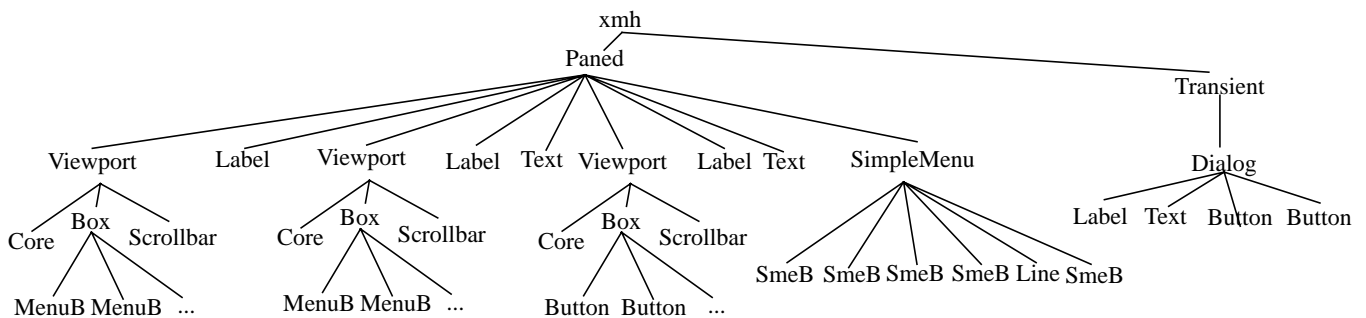 xmh
Paned
Transient
Viewport Label Viewport Label Text Viewport Label Text SimpleMenu Dialog
Core Box Scrollbar Core Box Scrollbar Core Box Scrollbar Label Text Button Button
SmeB SmeB SmeB SmeB Line SmeB
MenuB MenuB ... MenuB MenuB ... Button Button ...